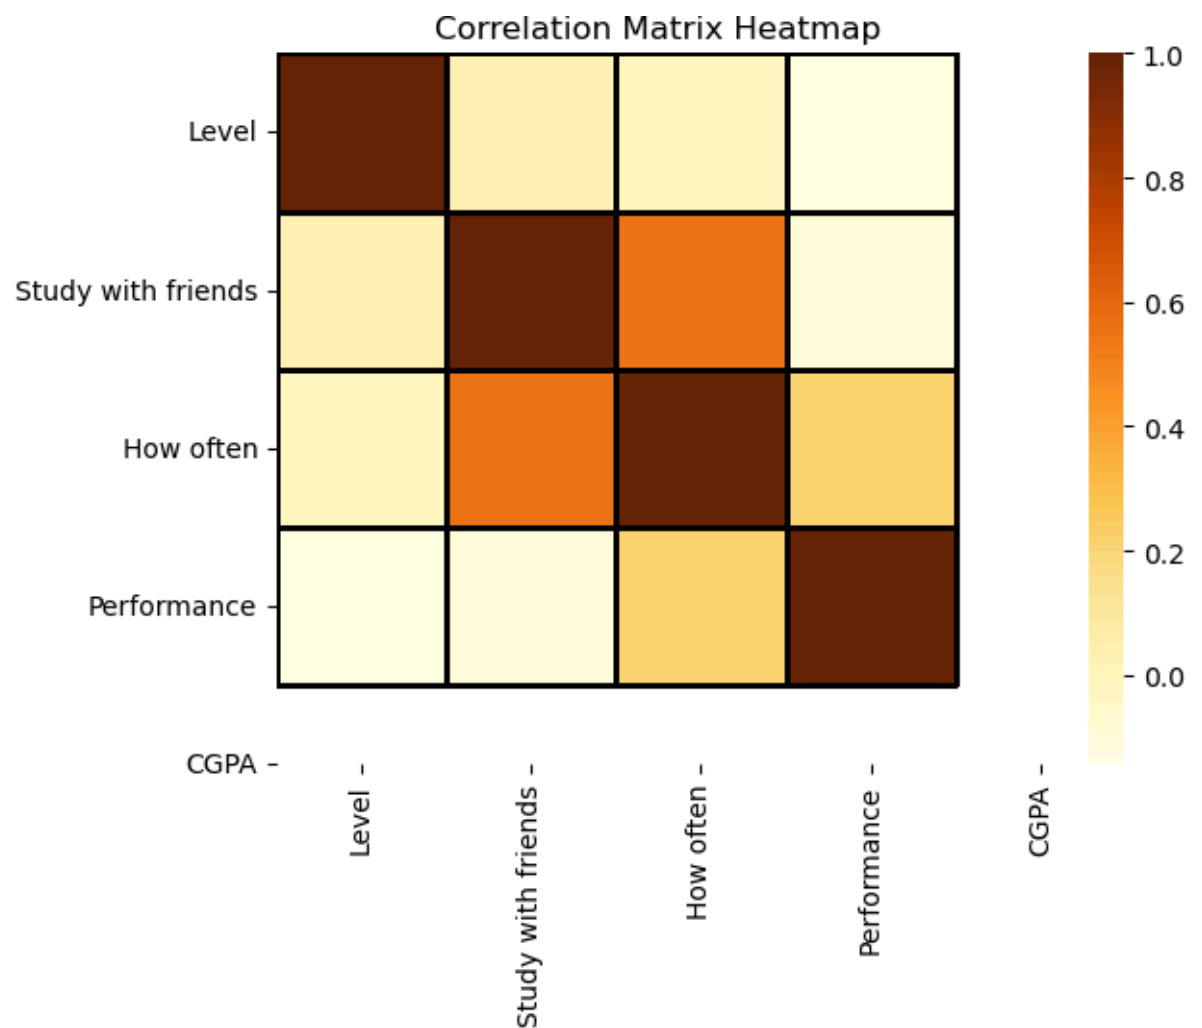 Correlation Matrix Heatmap
Level
Study with friends
How often
Performance
CGPA
Level
Study with friends
How often
Performance
CGPA
1.0
0.8
0.6
0.4
0.2
0.0